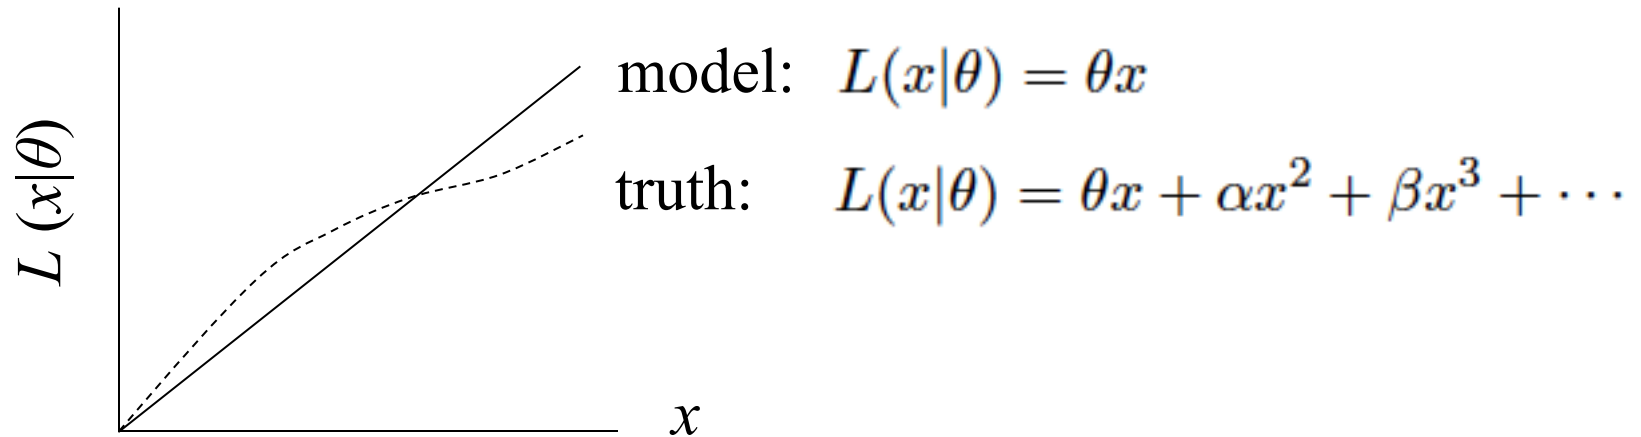 L (x|θ)
model: L(x|θ) = θx
truth: L(x|θ) = θx + αx² + βx³ + ···
x